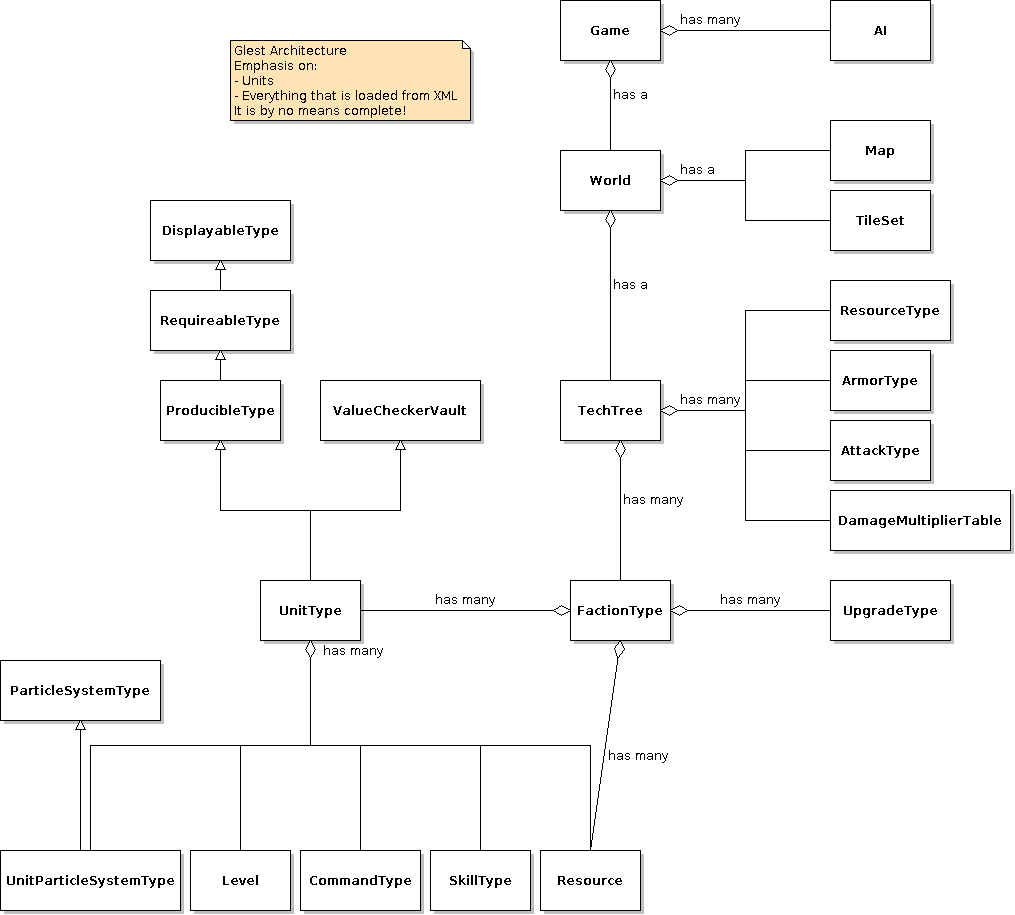 Game
has many
AI
Glest Architecture
Emphasis on:
- Units
- Everything that is loaded from XML
It is by no means complete!
has a
World
has a
Map
TileSet
DisplayableType
has a
RequireableType
ResourceType
ProducibleType
ValueCheckerVault
TechTree
has many
ArmorType
AttackType
has many
DamageMultiplierTable
UnitType
has many
FactionType
has many
UpgradeType
has many
ParticleSystemType
has many
UnitParticleSystemType
Level
CommandType
SkillType
Resource